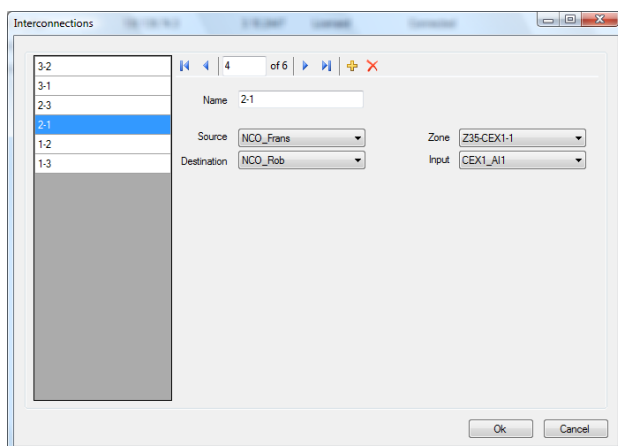 Interconnections
3-2
3-1
2-3
2-1
1-2
1-3
4 of 6
Name 2-1
Source NCO_Frans Zone Z35-CEX1-1
Destination NCO_Rob Input CEX1_AI1
Ok Cancel